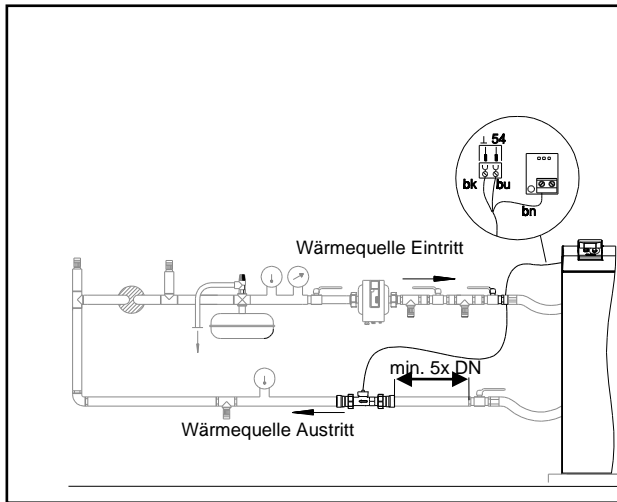 ⊥ 54
bk bu
bn
Wärmequelle Eintritt
min. 5x DN
Wärmequelle Austritt